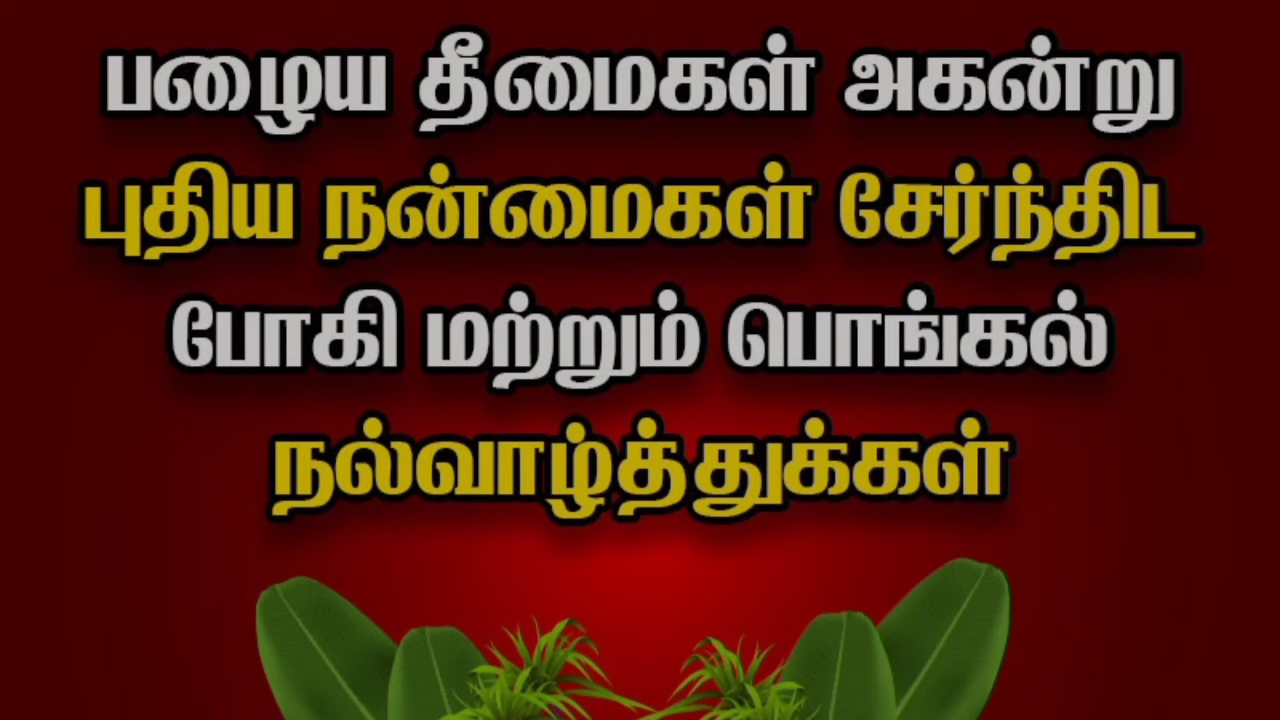 பழைய தீமைகள் அகன்று
புதிய நன்மைகள் சேர்ந்திட
போகி மற்றும் பொங்கல்
நல்வாழ்த்துக்கள்